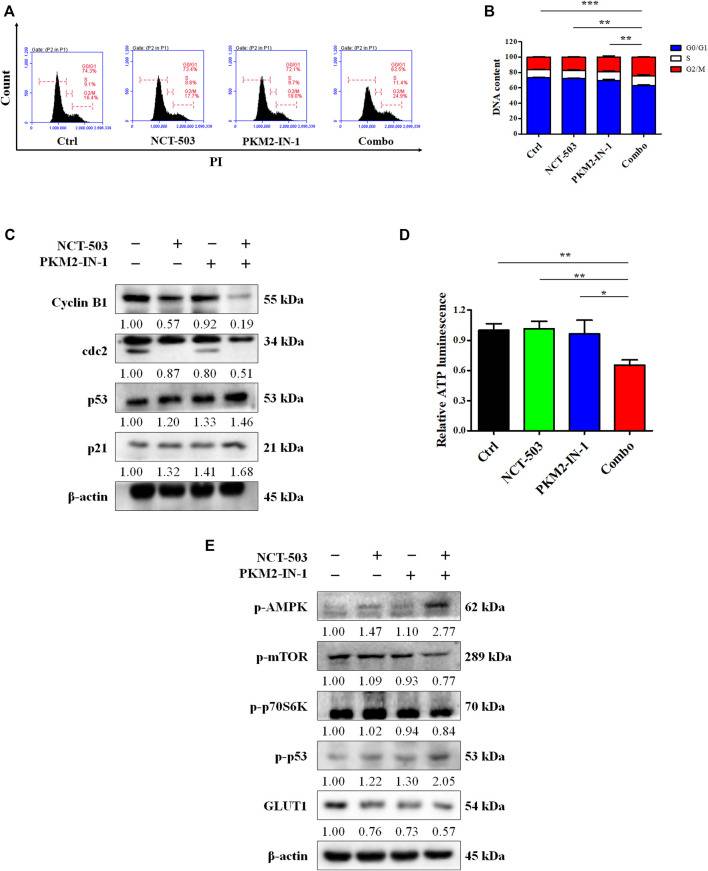 A
Count
Gate: (P2 in P1)
G0/G1
74.3%
S
9.1%
G2/M
16.4%
Ctrl
Gate: (P2 in P1)
G0/G1
73.4%
S
8.8%
G2/M
17.7%
NCT-503
Gate: (P2 in P1)
G0/G1
72.1%
S
9.7%
G2/M
18.0%
PKM2-IN-1
Gate: (P2 in P1)
G0/G1
63.5%
S
11.4%
G2/M
24.9%
Combo
PI
B
***
**
**
DNA content
120
100
80
60
40
20
0
G0/G1
S
G2/M
Ctrl
NCT-503
PKM2-IN-1
Combo
C
NCT-503 – + – +
PKM2-IN-1 – – + +
Cyclin B1 55 kDa
1.00 0.57 0.92 0.19
cdc2 34 kDa
1.00 0.87 0.80 0.51
p53 53 kDa
1.00 1.20 1.33 1.46
p21 21 kDa
1.00 1.32 1.41 1.68
β-actin 45 kDa
D
**
**
*
Relative ATP luminescence
1.2
0.9
0.6
0.3
0.0
Ctrl
NCT-503
PKM2-IN-1
Combo
E
NCT-503 – + – +
PKM2-IN-1 – – + +
p-AMPK 62 kDa
1.00 1.47 1.10 2.77
p-mTOR 289 kDa
1.00 1.09 0.93 0.77
p-p70S6K 70 kDa
1.00 1.02 0.94 0.84
p-p53 53 kDa
1.00 1.22 1.30 2.05
GLUT1 54 kDa
1.00 0.76 0.73 0.57
β-actin 45 kDa